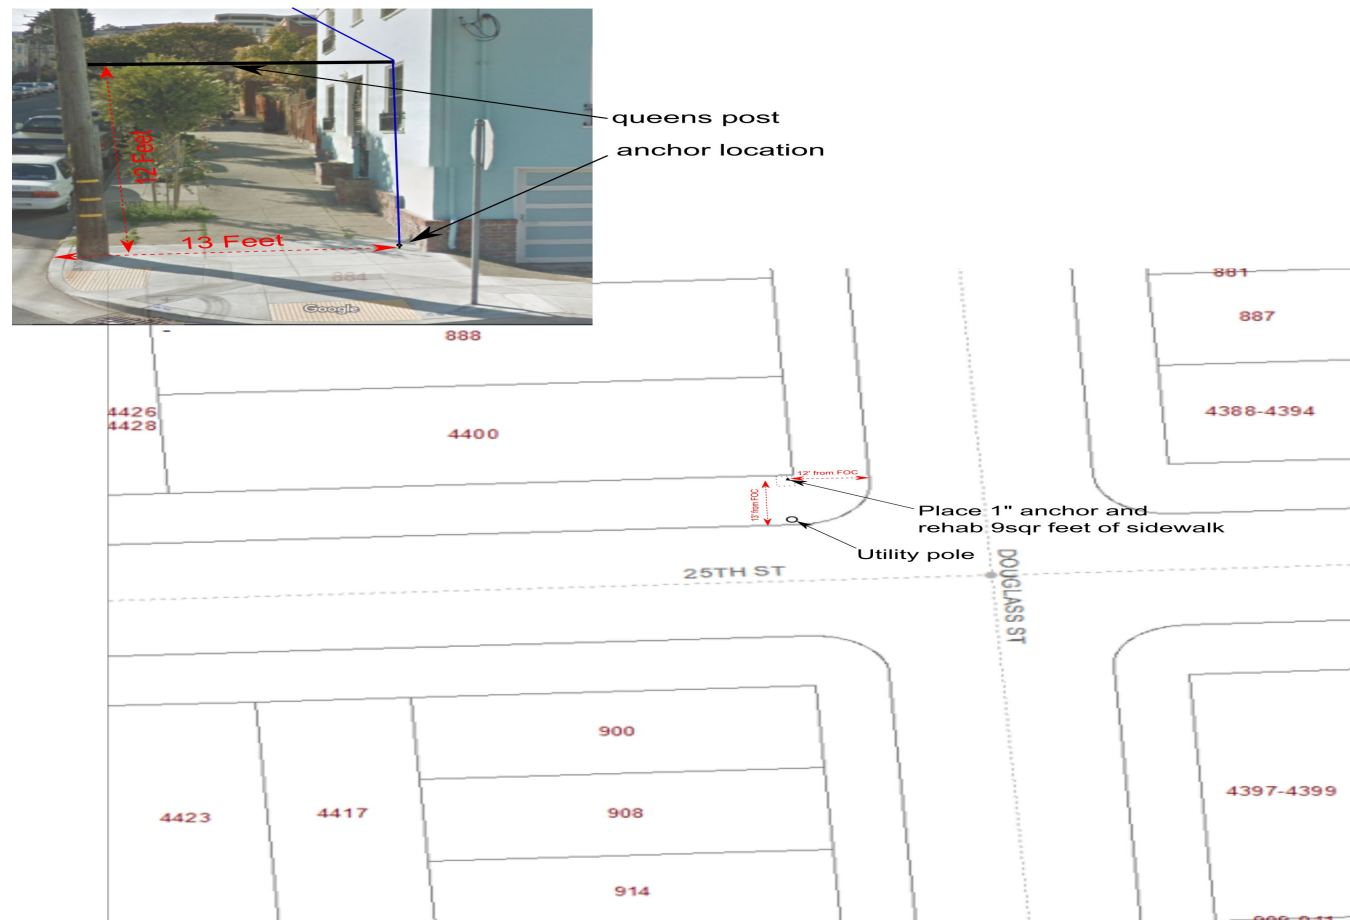 queens post
anchor location
12 Feet
13 Feet
884
Google
881
887
888
4426
4428
4400
4388-4394
12' from FOC
13' from FOC
Place 1" anchor and
rehab 9sqr feet of sidewalk
Utility pole
25TH ST
DOUGLASS ST
900
4423
4417
908
4397-4399
914